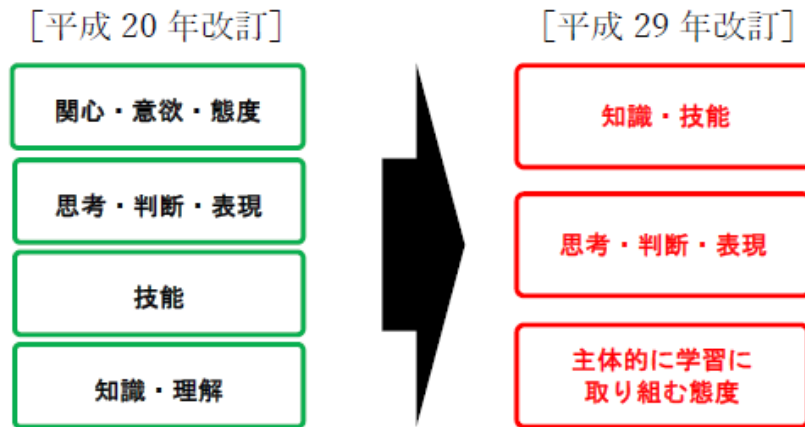 [平成 20 年改訂]
関心・意欲・態度
思考・判断・表現
技能
知識・理解
[平成 29 年改訂]
知識・技能
思考・判断・表現
主体的に学習に
取り組む態度